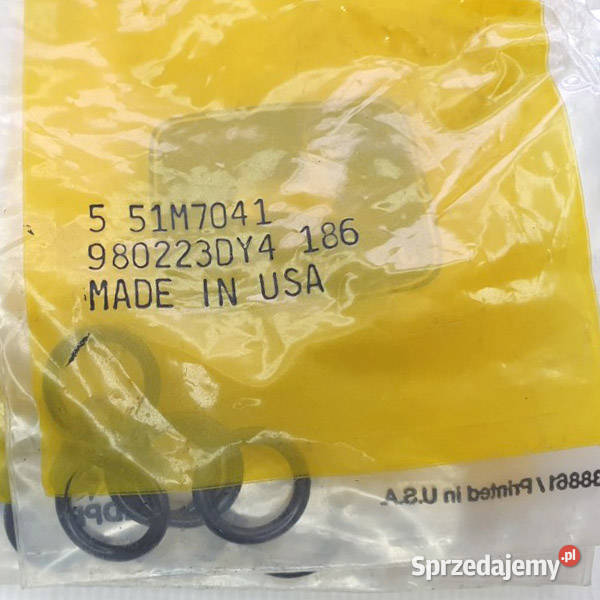 5 51M7041
980223DY4 186
MADE IN USA
38861/Printed in U.S.A.
Sprzedajemy.pl